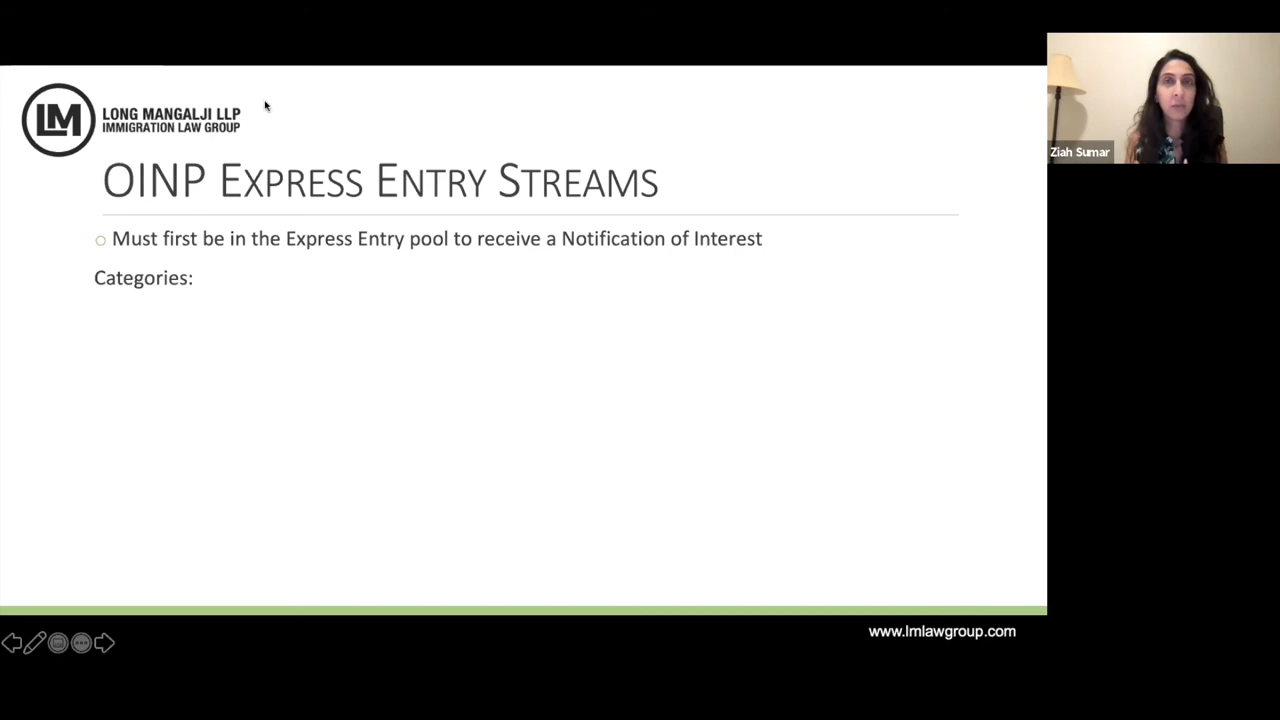 LM
LONG MANGALJI LLP
IMMIGRATION LAW GROUP
OINP EXPRESS ENTRY STREAMS
Must first be in the Express Entry pool to receive a Notification of Interest
Categories:
Ziah Sumar
www.lmlawgroup.com